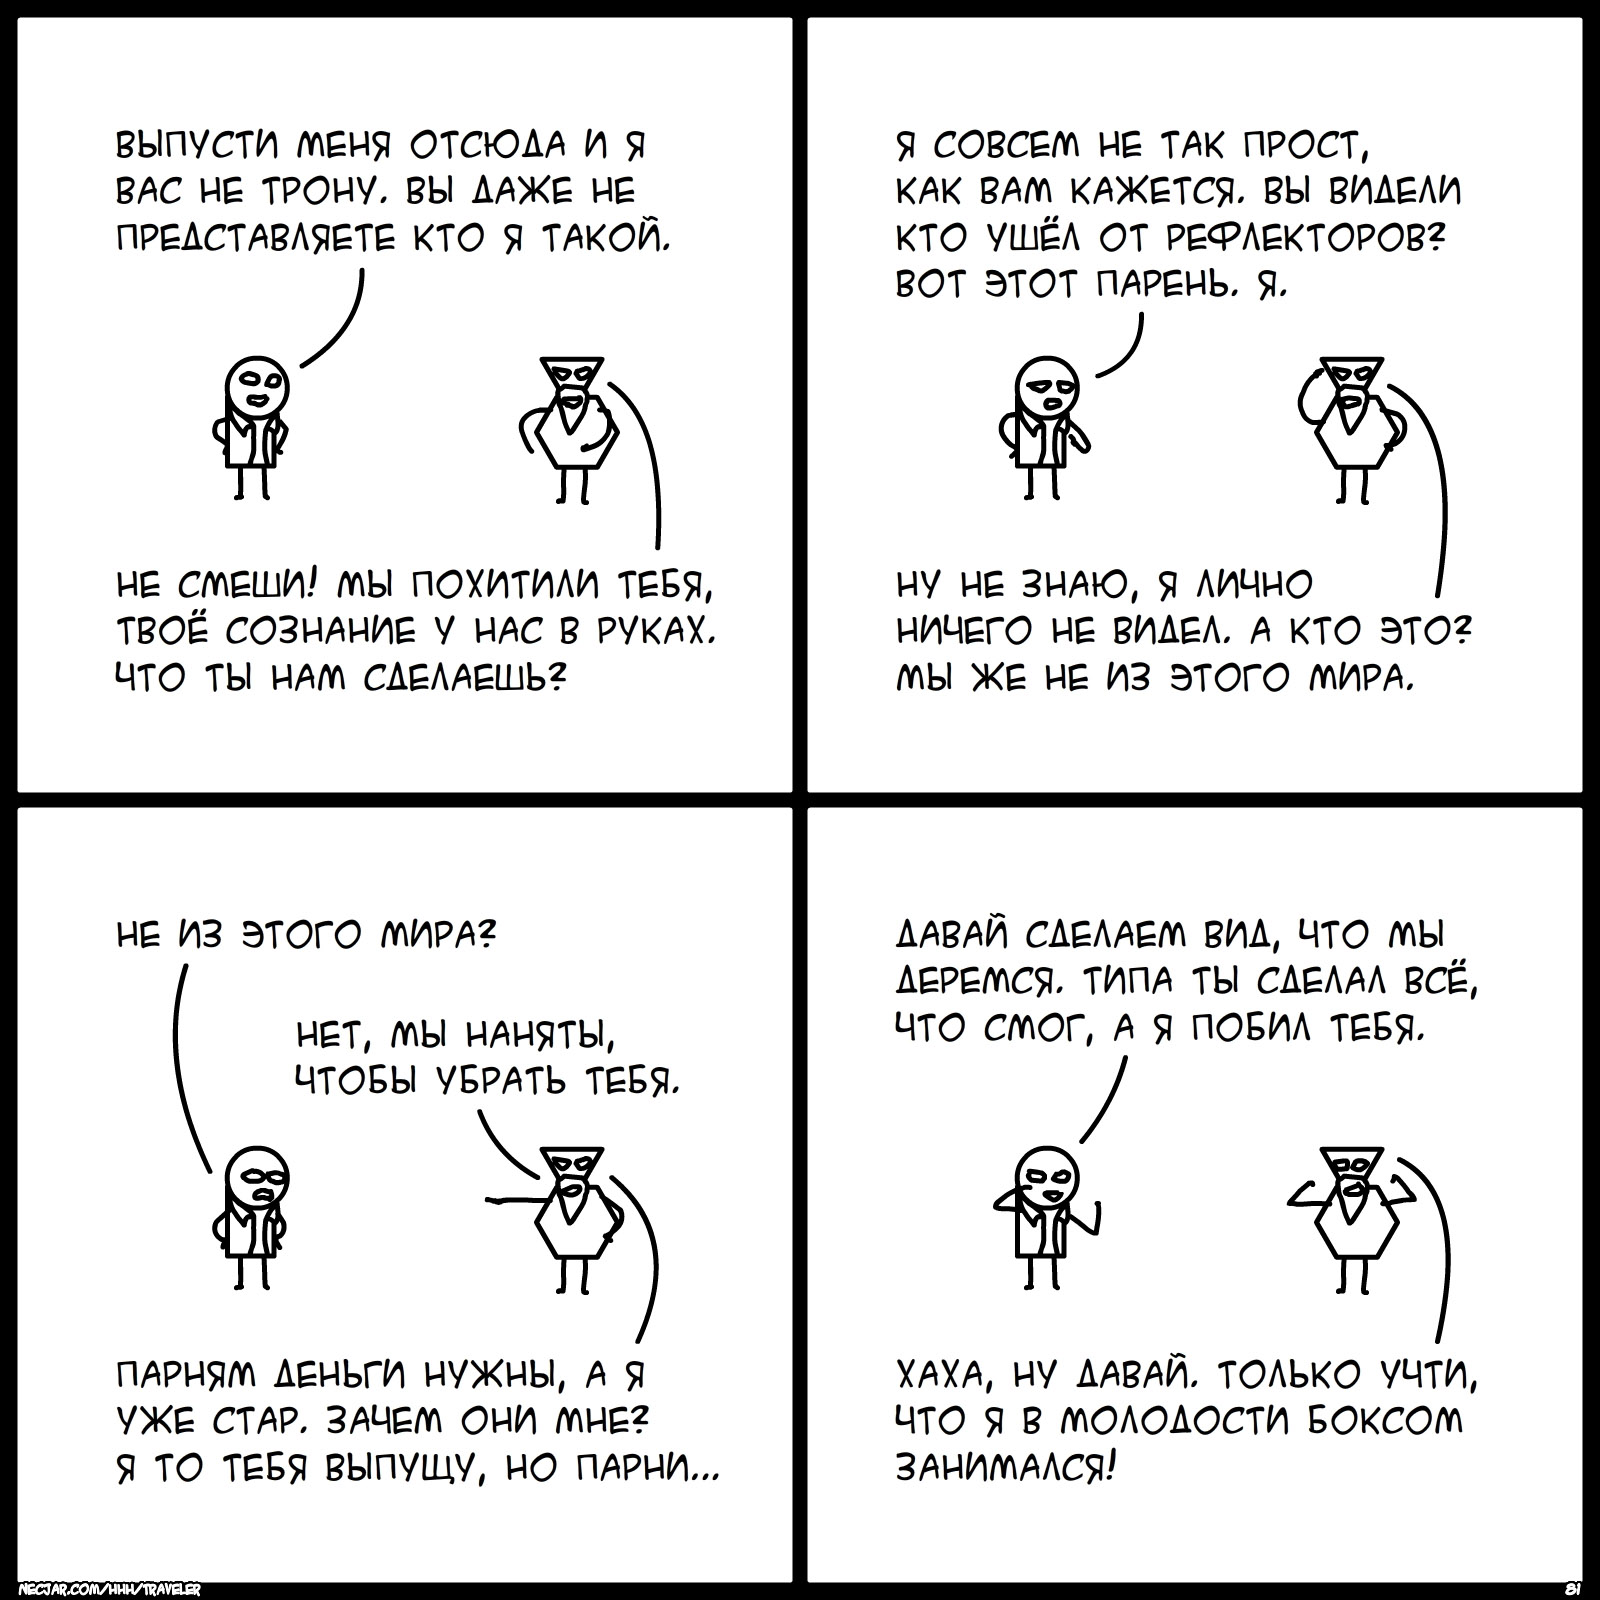 ВЫПУСТИ МЕНЯ ОТСЮДА И Я
ВАС НЕ ТРОНУ. ВЫ ДАЖЕ НЕ
ПРЕДСТАВЛЯЕТЕ КТО Я ТАКОЙ.
НЕ СМЕШИ! МЫ ПОХИТИЛИ ТЕБЯ,
ТВОЁ СОЗНАНИЕ У НАС В РУКАХ.
ЧТО ТЫ НАМ СДЕЛАЕШЬ?
Я СОВСЕМ НЕ ТАК ПРОСТ,
КАК ВАМ КАЖЕТСЯ. ВЫ ВИДЕЛИ
КТО УШЁЛ ОТ РЕФЛЕКТОРОВ?
ВОТ ЭТОТ ПАРЕНЬ. Я.
НУ НЕ ЗНАЮ, Я ЛИЧНО
НИЧЕГО НЕ ВИДЕЛ. А КТО ЭТО?
МЫ ЖЕ НЕ ИЗ ЭТОГО МИРА.
НЕ ИЗ ЭТОГО МИРА?
НЕТ, МЫ НАНЯТЫ,
ЧТОБЫ УБРАТЬ ТЕБЯ.
ПАРНЯМ ДЕНЬГИ НУЖНЫ, А Я
УЖЕ СТАР. ЗАЧЕМ ОНИ МНЕ?
Я ТО ТЕБЯ ВЫПУЩУ, НО ПАРНИ...
ДАВАЙ СДЕЛАЕМ ВИД, ЧТО МЫ
ДЕРЕМСЯ. ТИПА ТЫ СДЕЛАЛ ВСЁ,
ЧТО СМОГ, А Я ПОБИЛ ТЕБЯ.
ХАХА, НУ ДАВАЙ. ТОЛЬКО УЧТИ,
ЧТО Я В МОЛОДОСТИ БОКСОМ
ЗАНИМАЛСЯ!
NECJAR.COM/HHH/TRAVELER
81